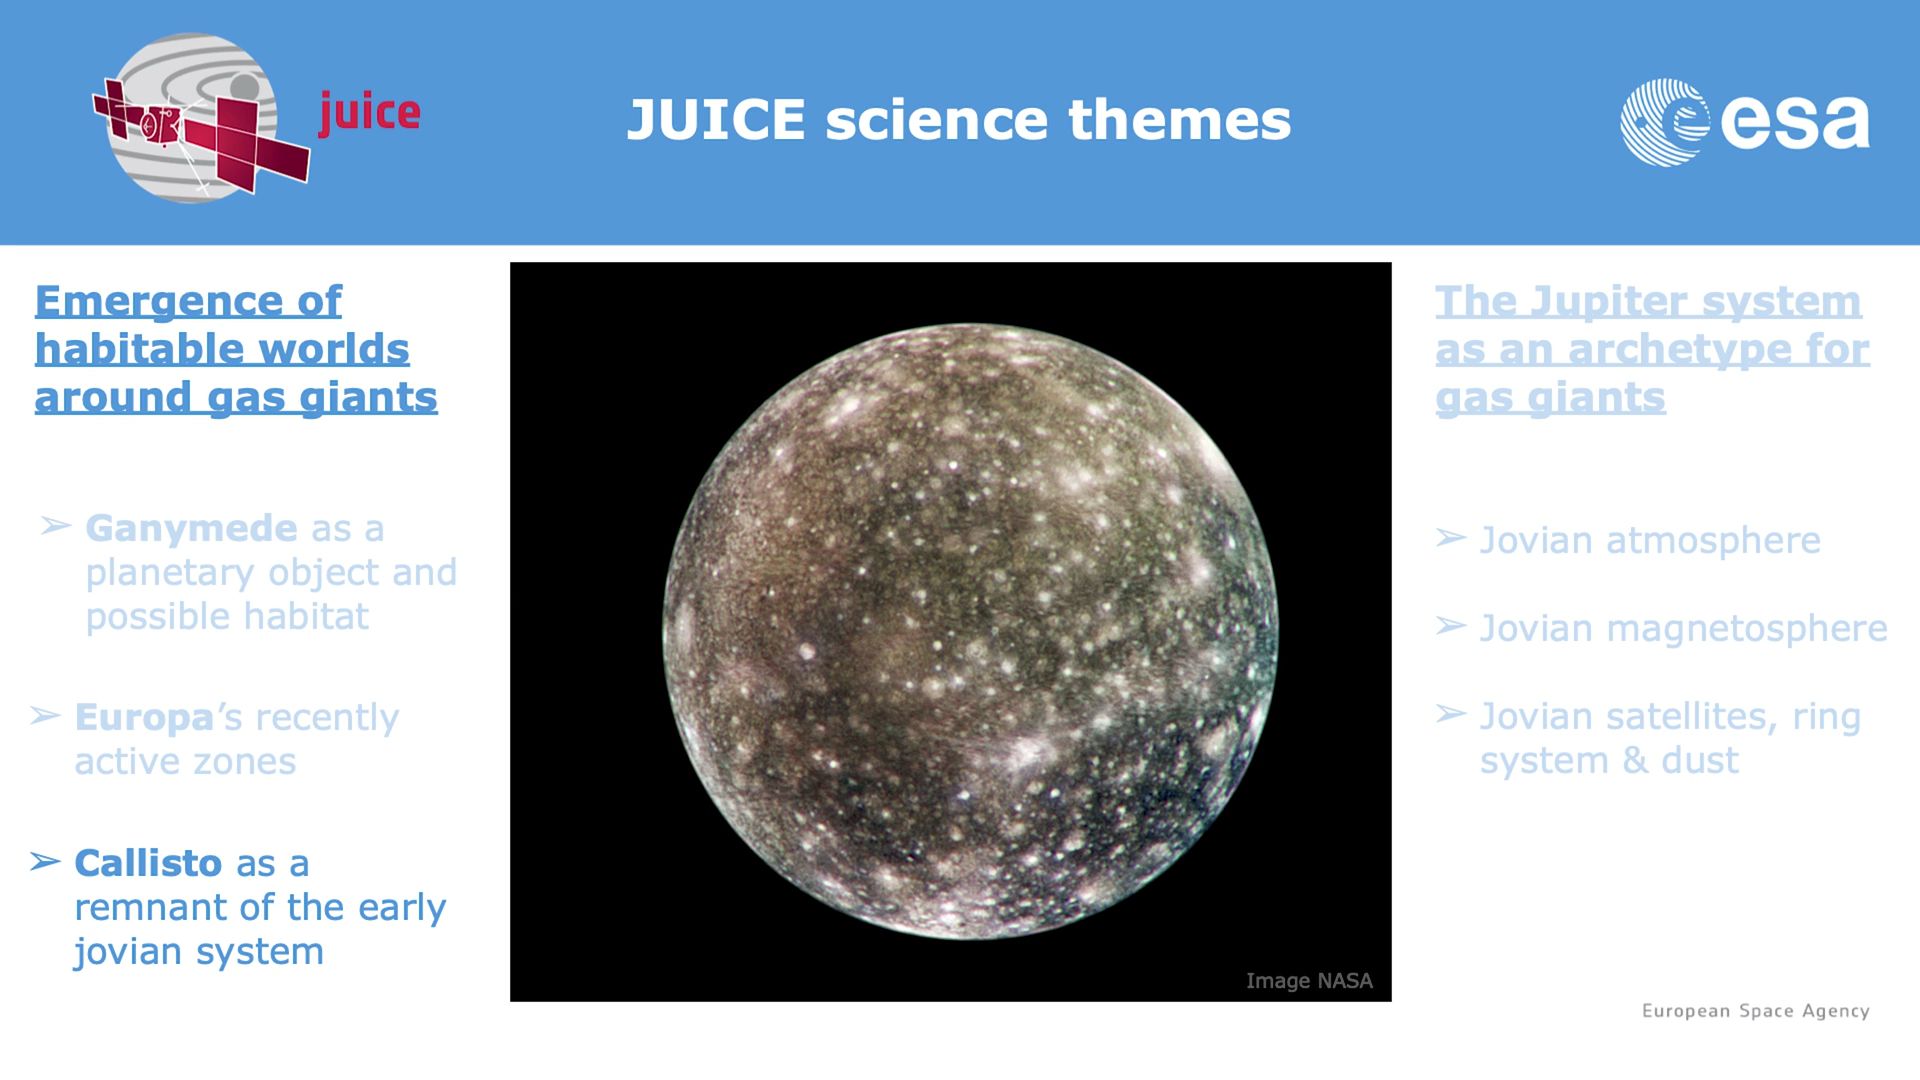 juice
JUICE science themes
esa
Emergence of
habitable worlds
around gas giants
➢ Ganymede as a
planetary object and
possible habitat
➢ Europa’s recently
active zones
➢ Callisto as a
remnant of the early
jovian system
Image NASA
The Jupiter system
as an archetype for
gas giants
➢ Jovian atmosphere
➢ Jovian magnetosphere
➢ Jovian satellites, ring
system & dust
European Space Agency